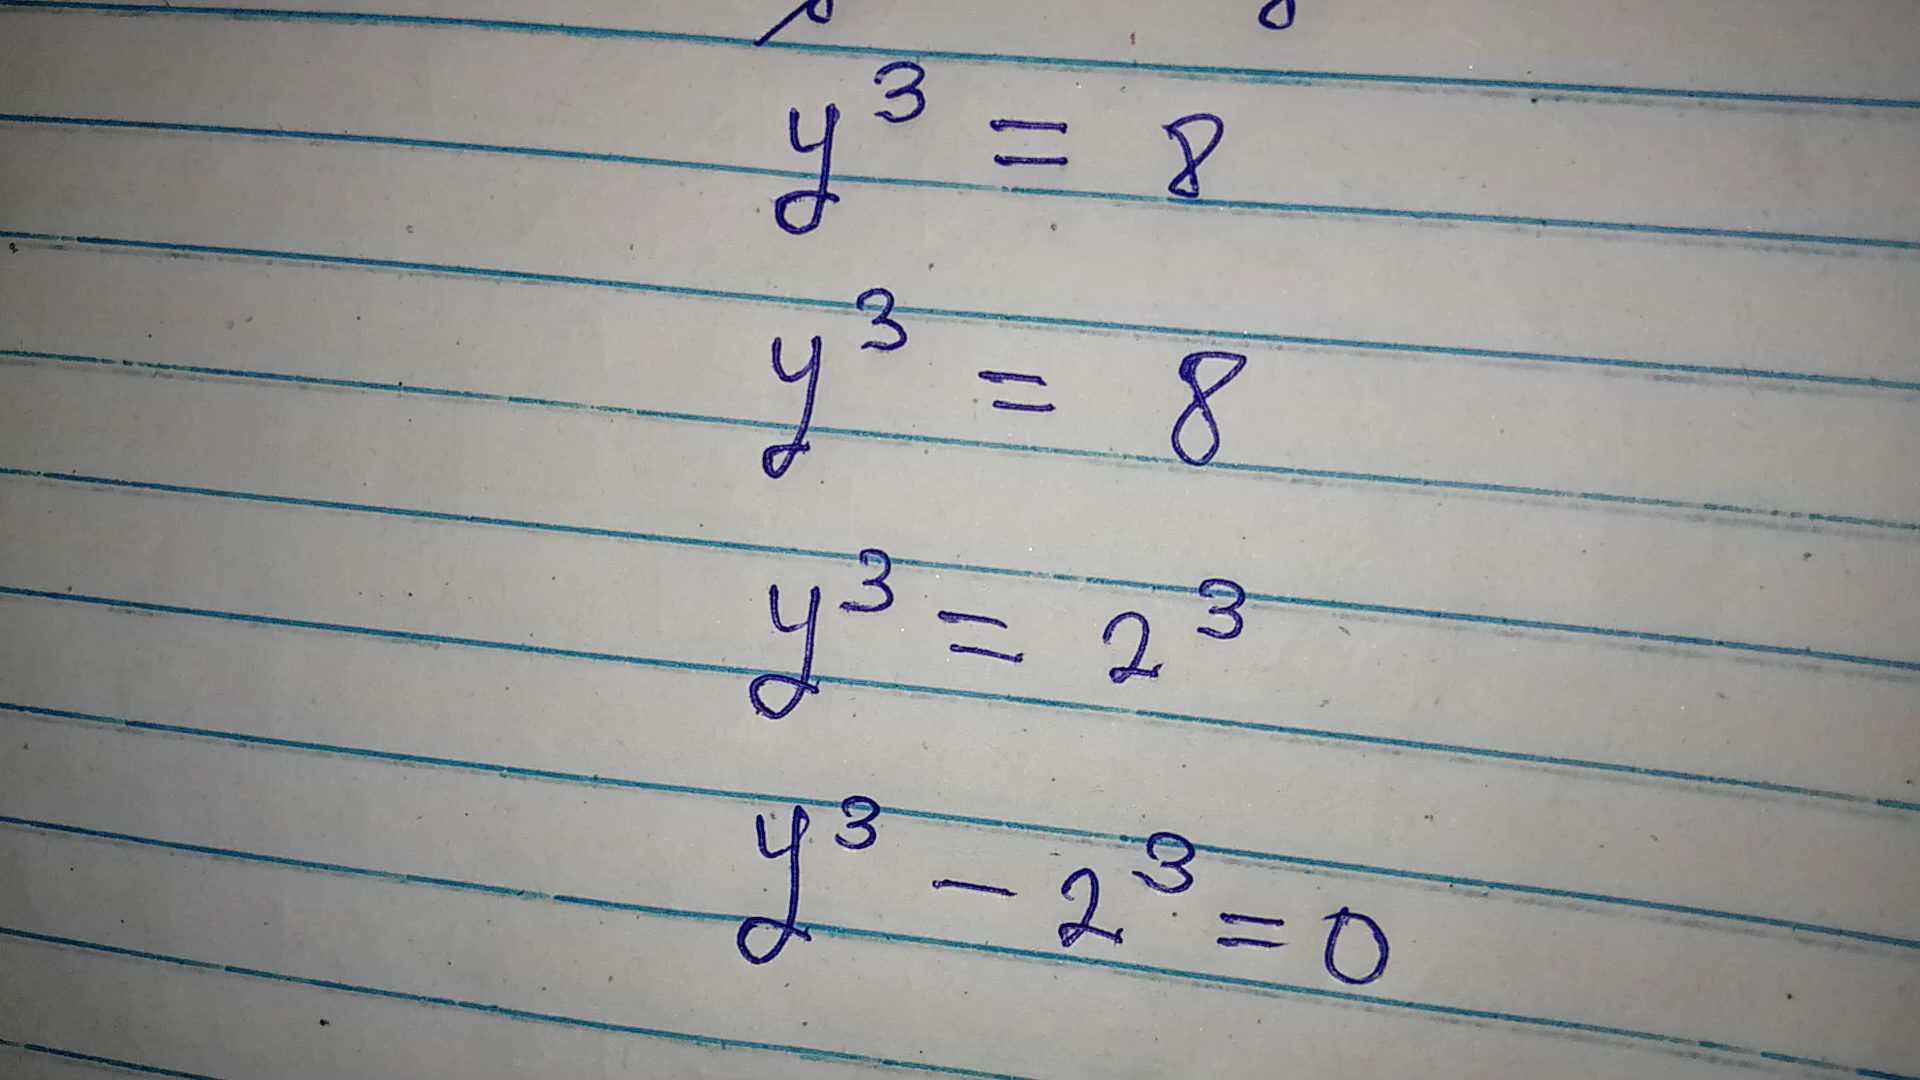 y³ = 8
y³ = 8
y³ = 2³
y³ - 2³ = 0